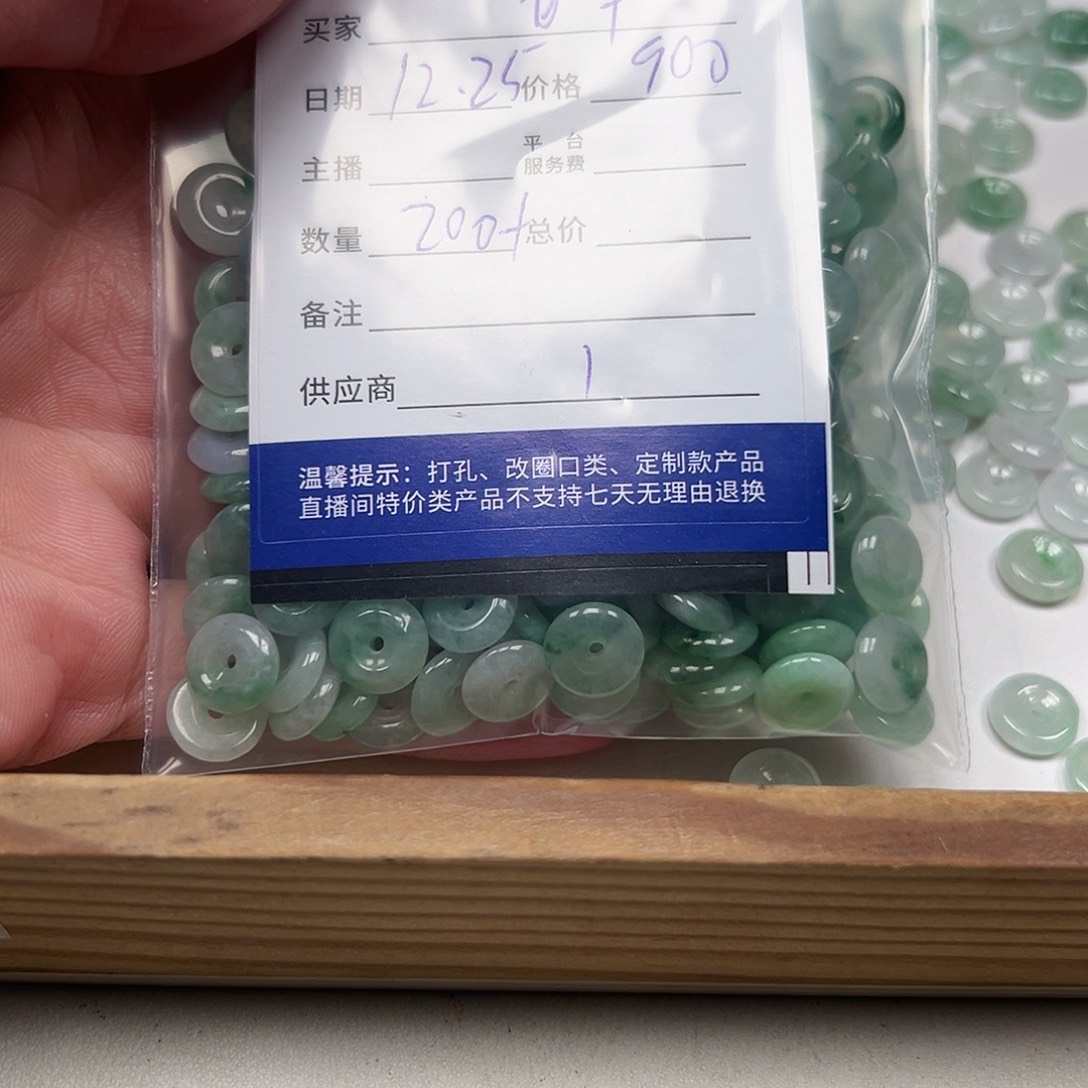 买家
日期 12.25 价格 900
主播 平台服务费
数量 200+ 总价
备注
供应商 1
温馨提示：打孔、改圈口类、定制款产品
直播间特价类产品不支持七天无理由退换